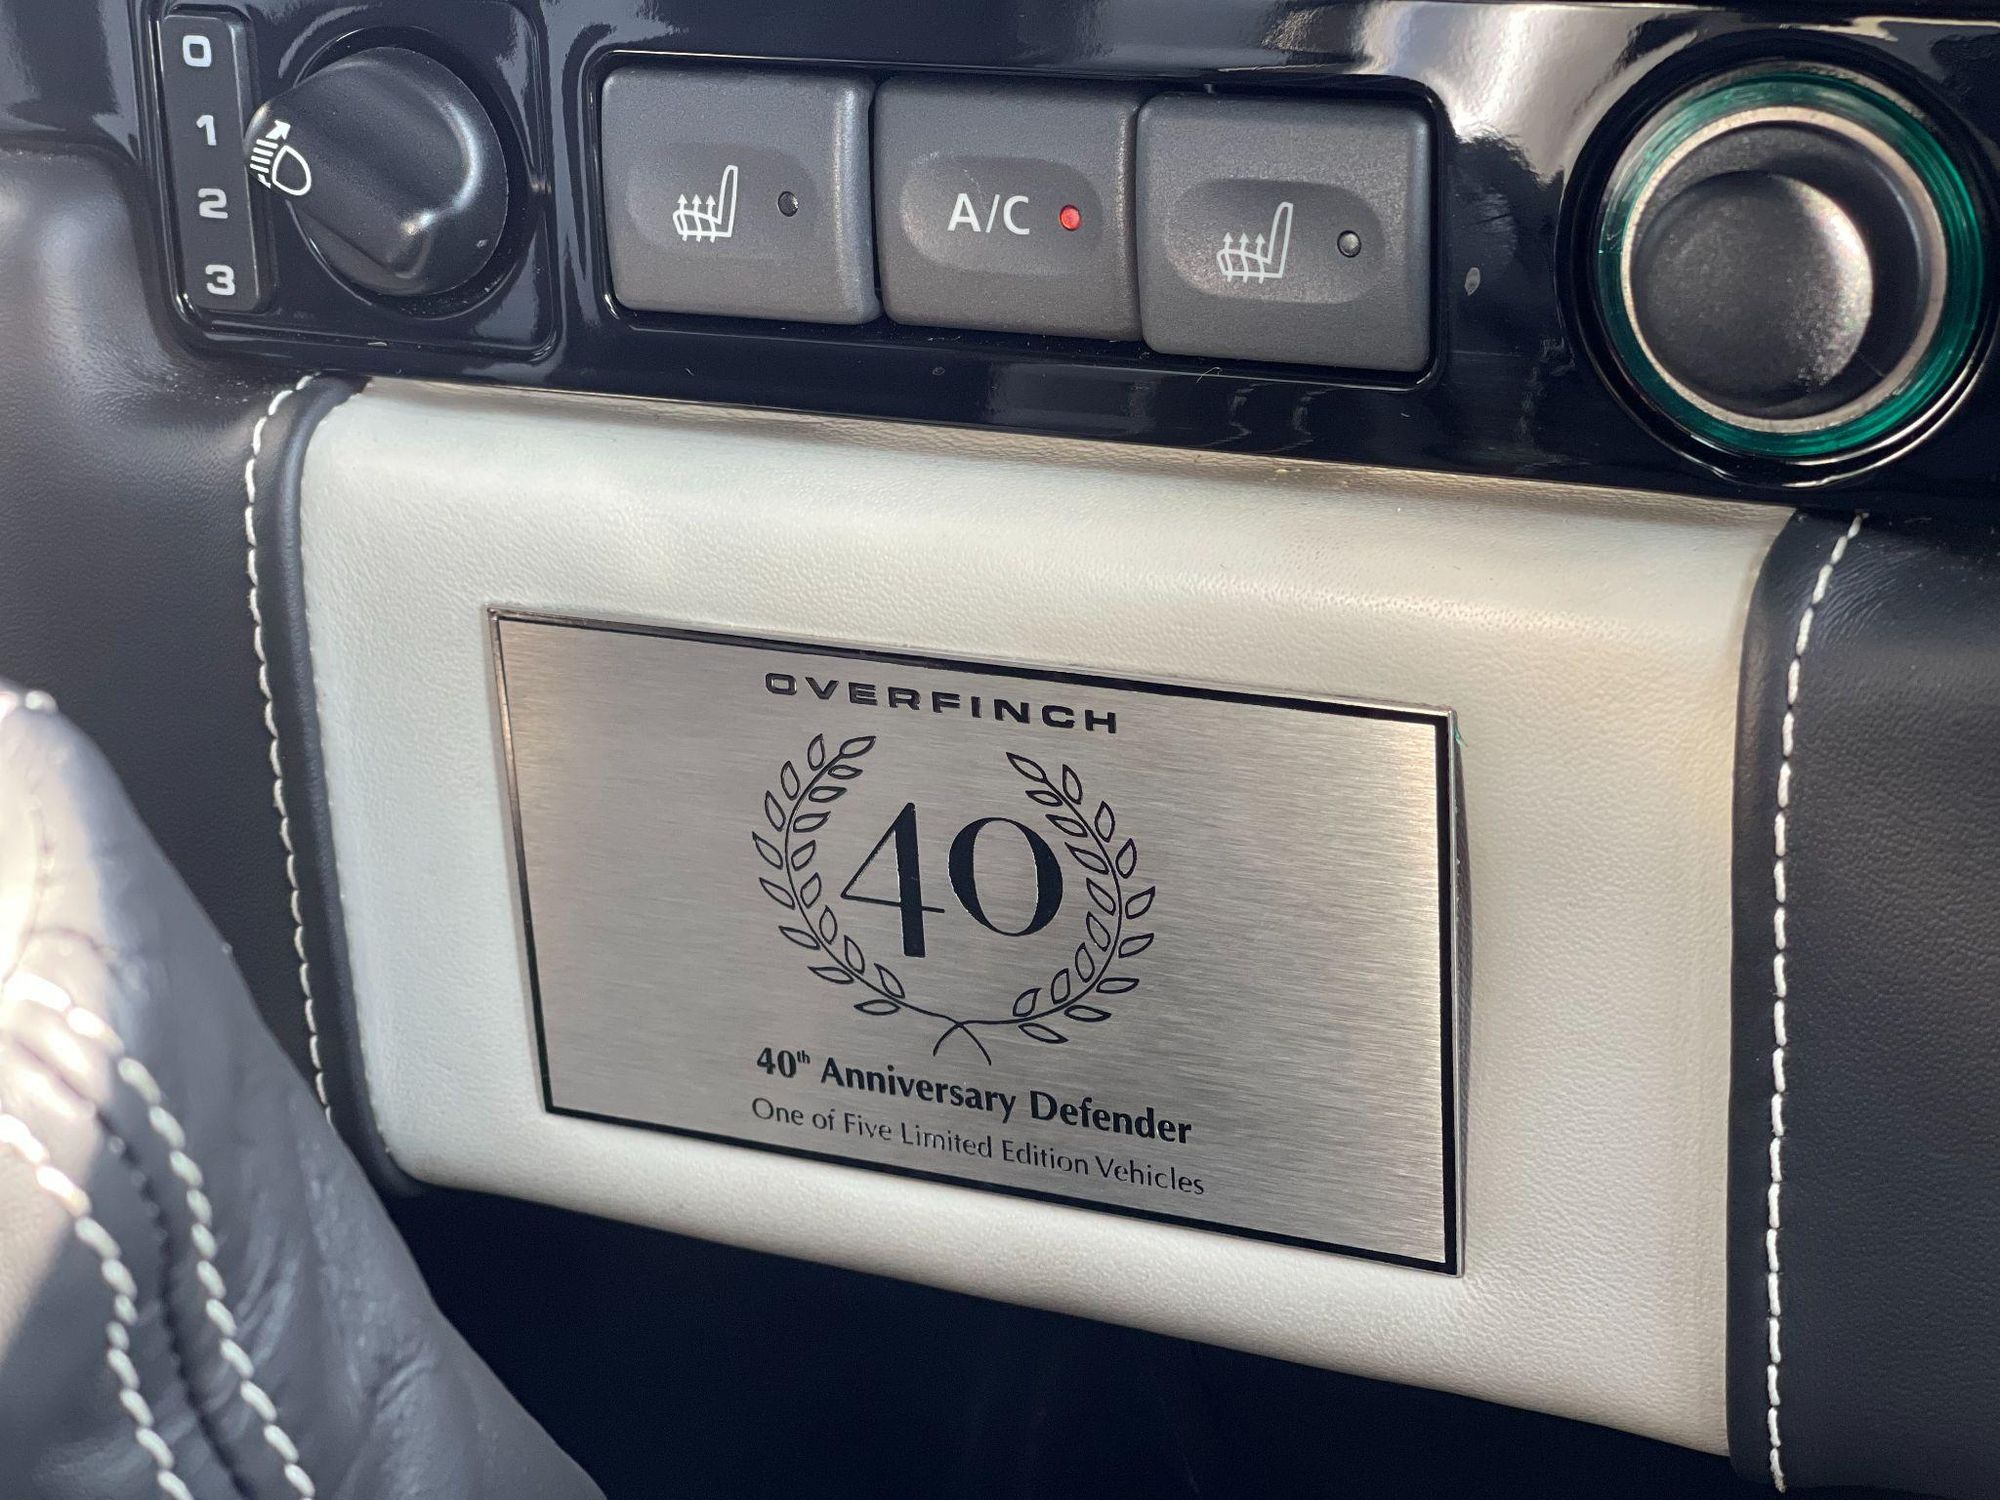 0
1
2
3
A/C
OVERFINCH
40
40th Anniversary Defender
One of Five Limited Edition Vehicles